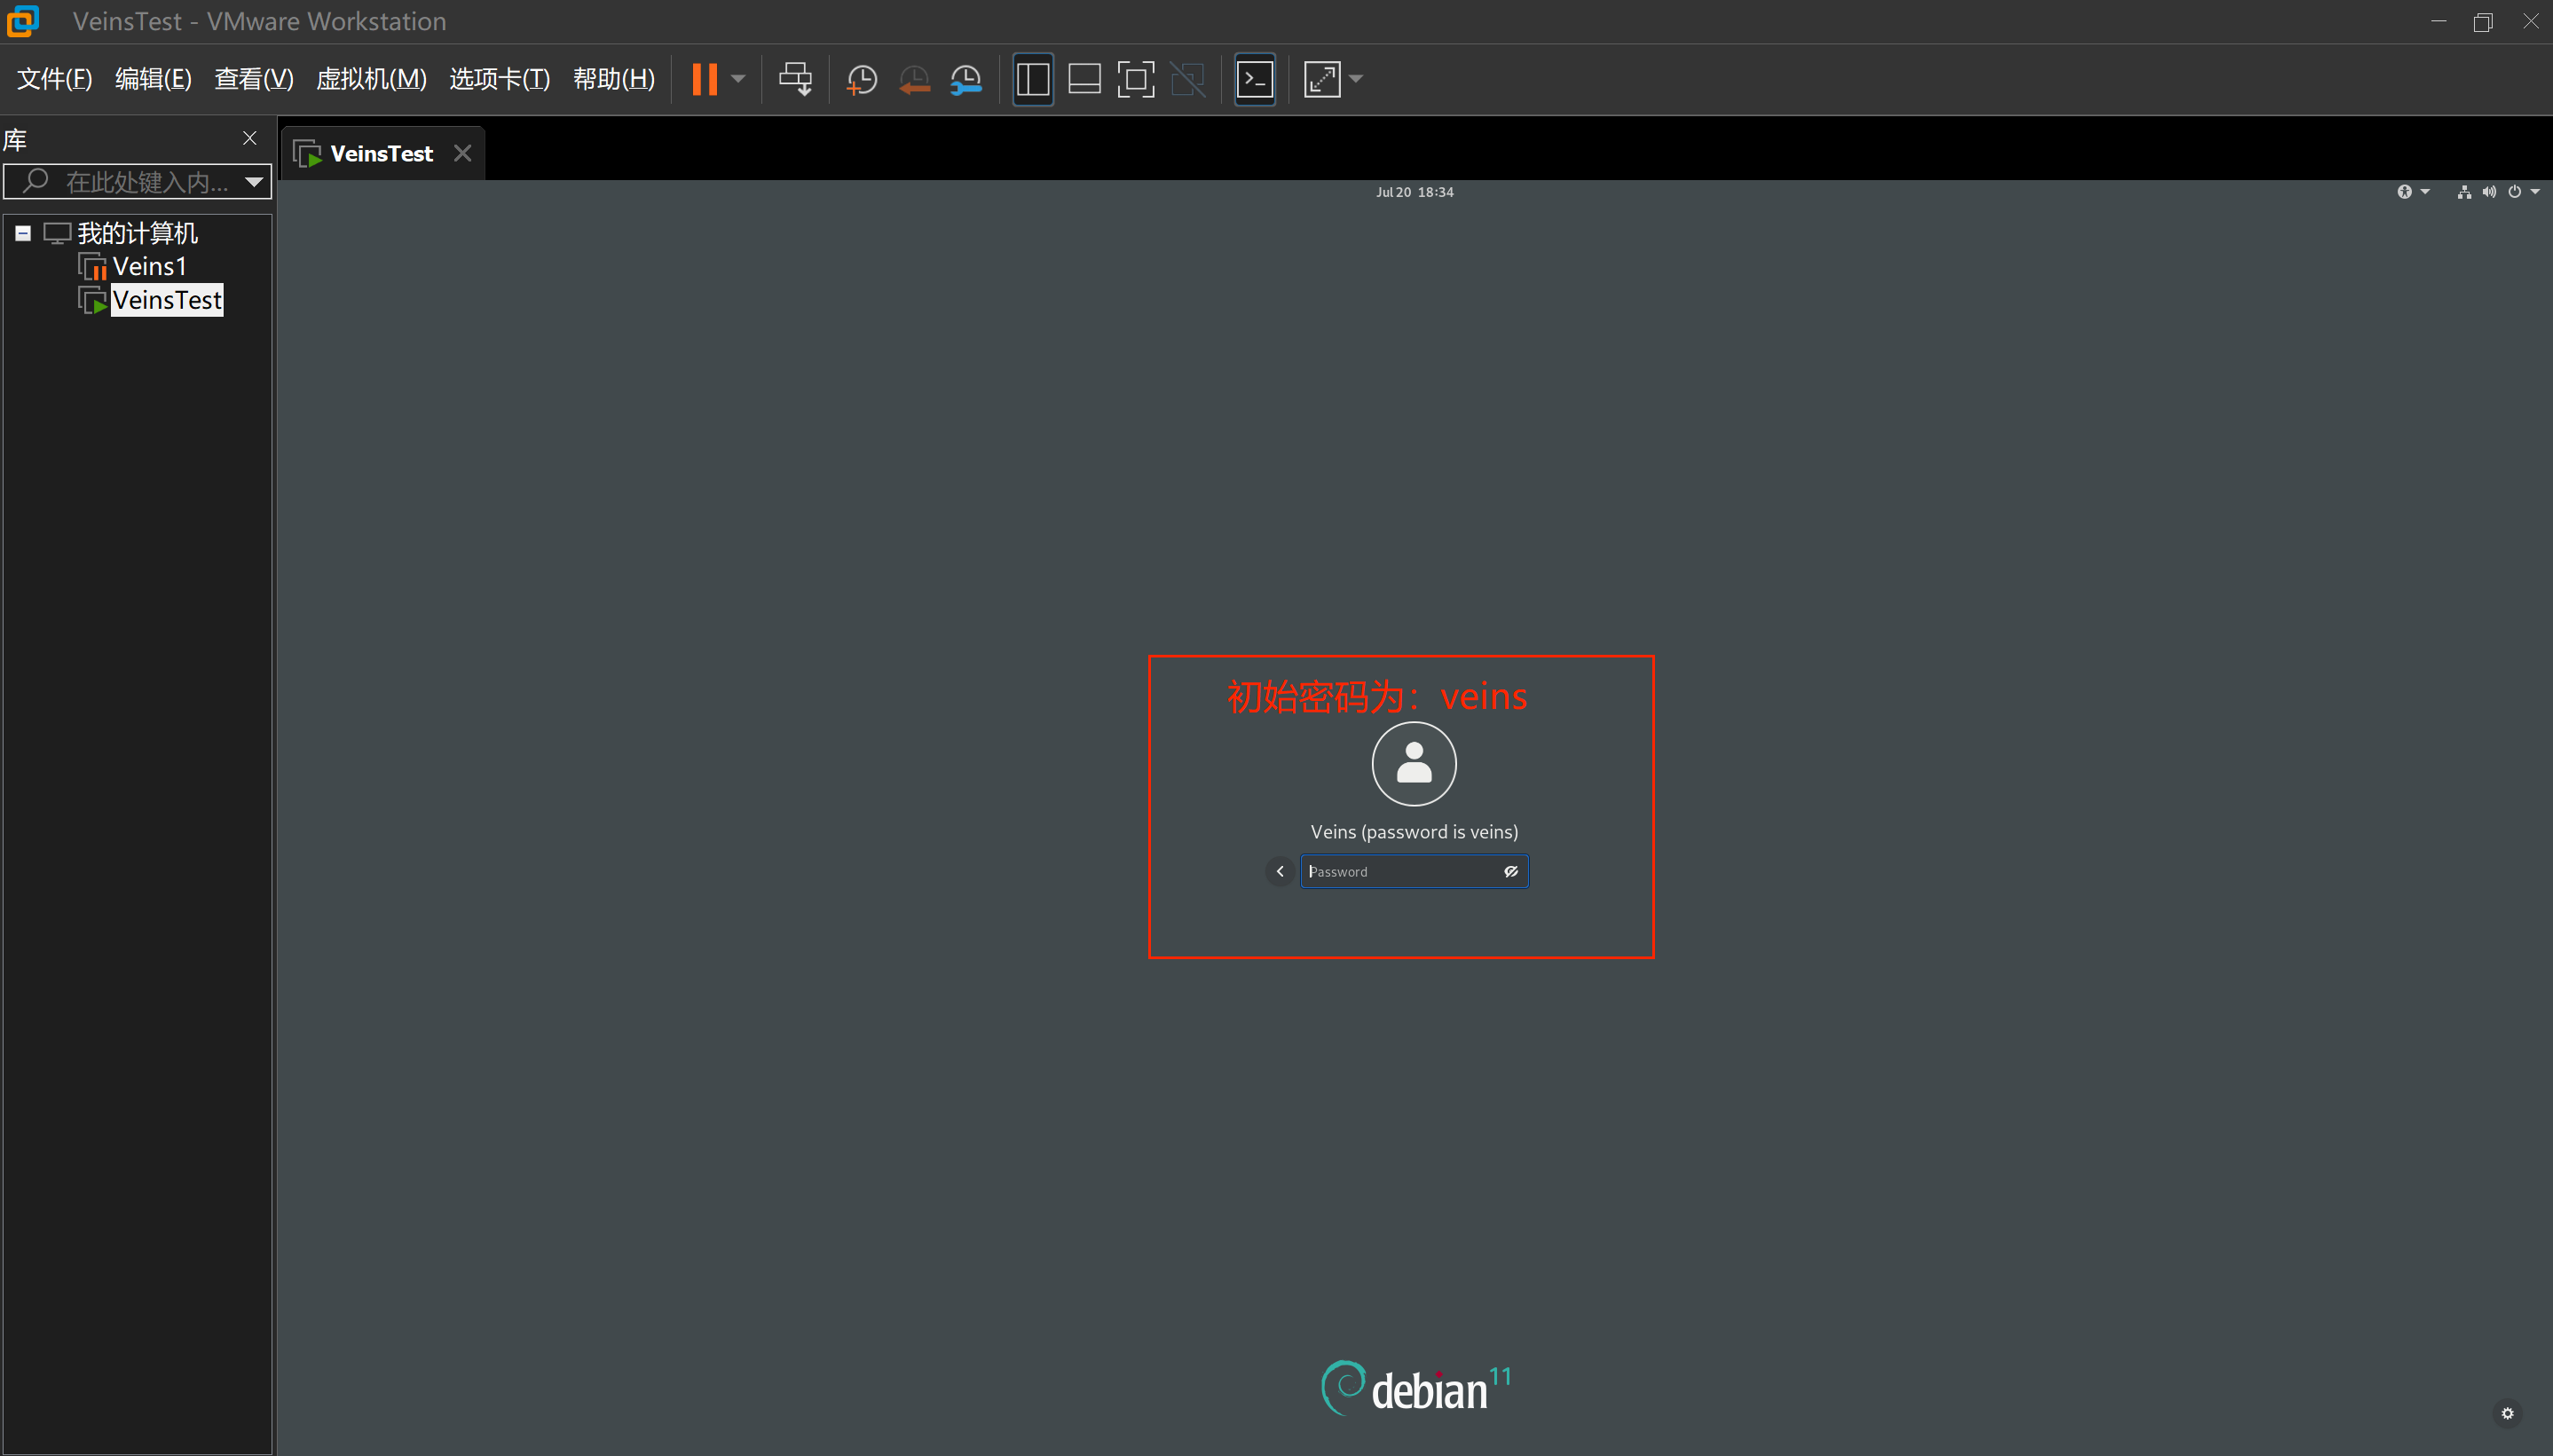 VeinsTest - VMware Workstation
文件(F) 编辑(E) 查看(V) 虚拟机(M) 选项卡(T) 帮助(H)
库
在此处键入内...
我的计算机
Veins1
VeinsTest
VeinsTest
Jul 20 18:34
初始密码为：veins
Veins (password is veins)
Password
debian 11